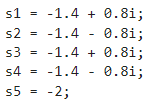 s1 = -1.4 + 0.8i;
s2 = -1.4 - 0.8i;
s3 = -1.4 + 0.8i;
s4 = -1.4 - 0.8i;
s5 = -2;